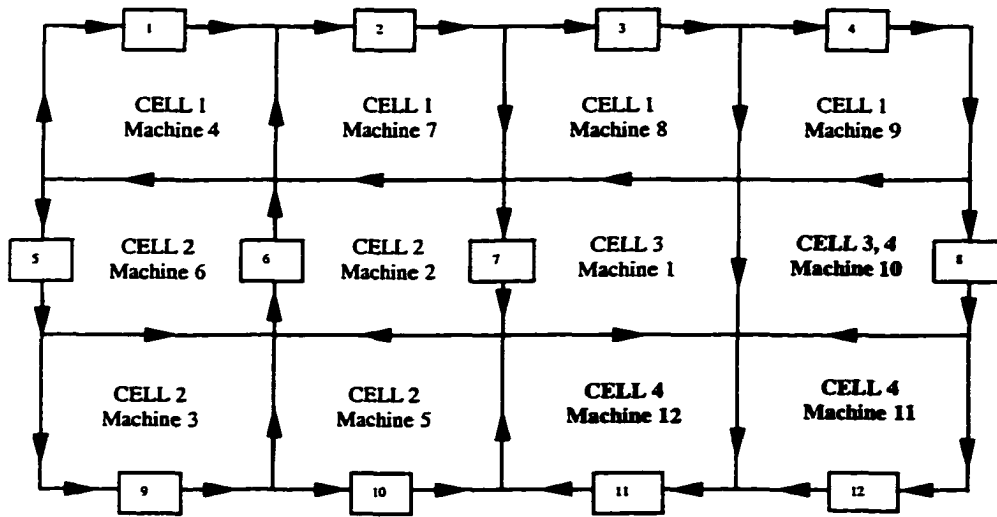 1
2
3
4
CELL 1
Machine 4
CELL 1
Machine 7
CELL 1
Machine 8
CELL 1
Machine 9
5
CELL 2
Machine 6
6
CELL 2
Machine 2
7
CELL 3
Machine 1
CELL 3, 4
Machine 10
8
CELL 2
Machine 3
CELL 2
Machine 5
CELL 4
Machine 12
CELL 4
Machine 11
9
10
11
12